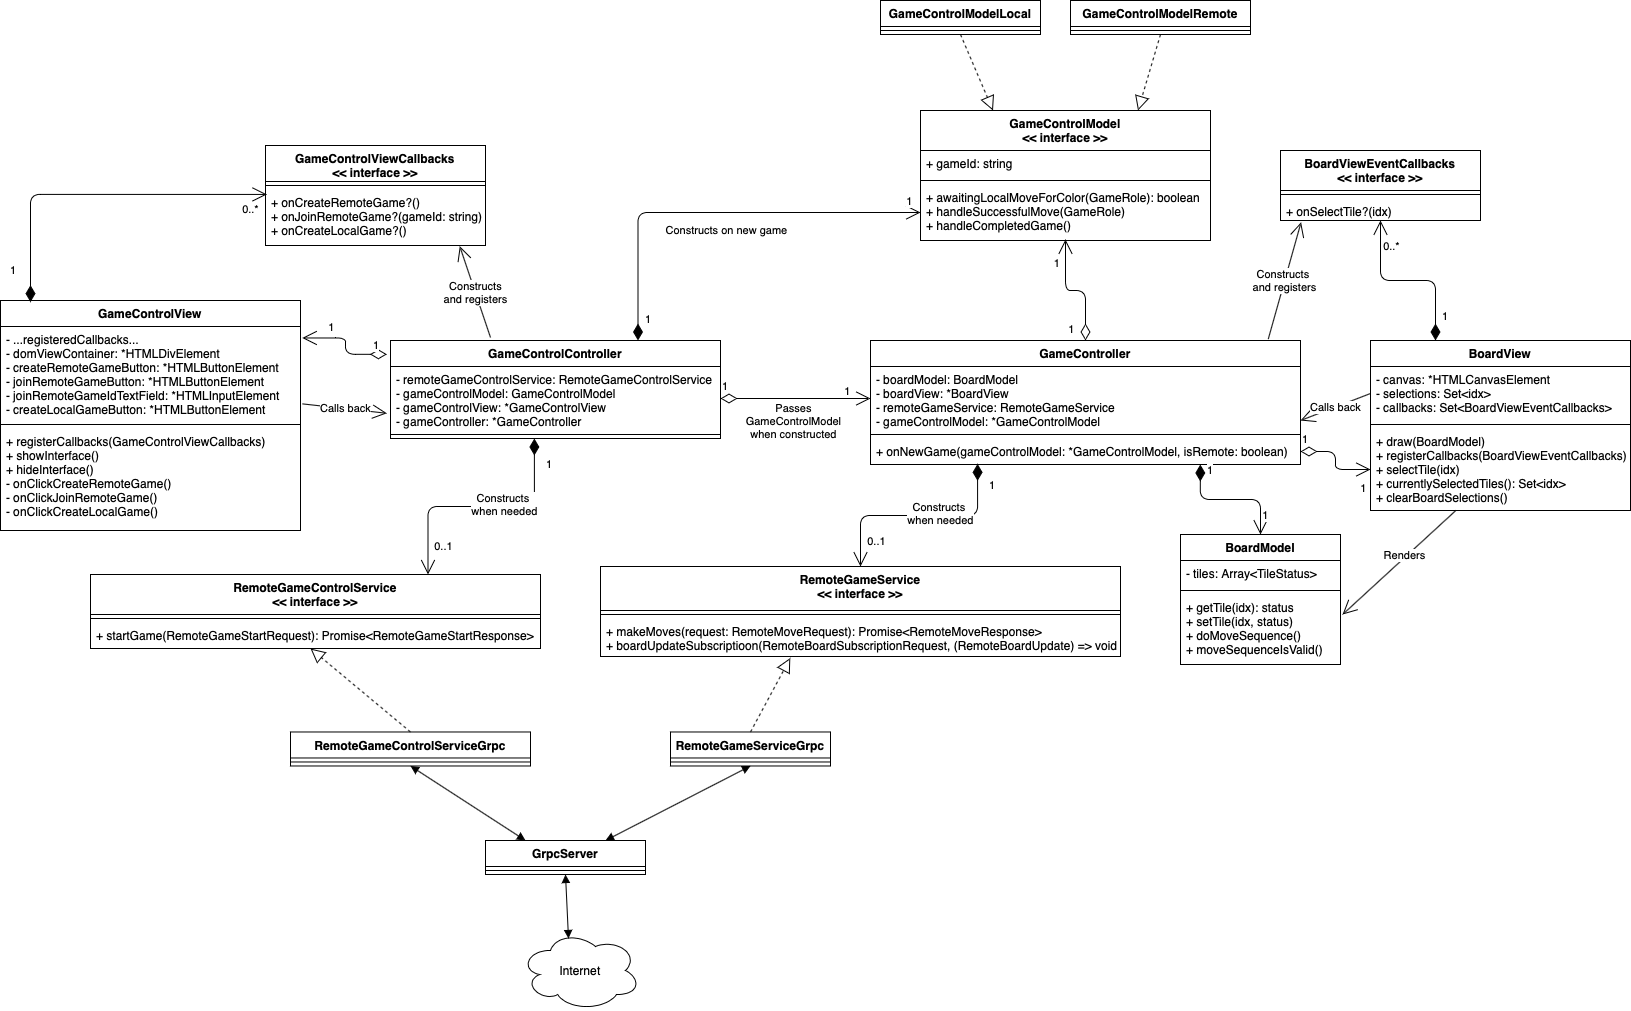 GameControlModelLocal
GameControlModelRemote
GameControlModel
<< interface >>
+ gameId: string
+ awaitingLocalMoveForColor(GameRole): boolean
+ handleSuccessfulMove(GameRole)
+ handleCompletedGame()
GameControlViewCallbacks
<< interface >>
+ onCreateRemoteGame?()
+ onJoinRemoteGame?(gameId: string)
+ onCreateLocalGame?()
BoardViewEventCallbacks
<< interface >>
+ onSelectTile?(idx)
0..*
1
1
Constructs on new game
1
0..*
1
Constructs
and registers
Constructs
and registers
1
1
1
1
1
GameControlView
- ...registeredCallbacks...
- domViewContainer: *HTMLDivElement
- createRemoteGameButton: *HTMLButtonElement
- joinRemoteGameButton: *HTMLButtonElement
- joinRemoteGameIdTextField: *HTMLInputElement
- createLocalGameButton: *HTMLButtonElement
+ registerCallbacks(GameControlViewCallbacks)
+ showInterface()
+ hideInterface()
- onClickCreateRemoteGame()
- onClickJoinRemoteGame()
- onClickCreateLocalGame()
Calls back
GameControlController
- remoteGameControlService: RemoteGameControlService
- gameControlModel: GameControlModel
- gameControlView: *GameControlView
- gameController: *GameController
1
1
Passes
GameControlModel
when constructed
GameController
- boardModel: BoardModel
- boardView: *BoardView
- remoteGameService: RemoteGameService
- gameControlModel: *GameControlModel
+ onNewGame(gameControlModel: *GameControlModel, isRemote: boolean)
Calls back
1
1
BoardView
- canvas: *HTMLCanvasElement
- selections: Set<idx>
- callbacks: Set<BoardViewEventCallbacks>
+ draw(BoardModel)
+ registerCallbacks(BoardViewEventCallbacks)
+ selectTile(idx)
+ currentlySelectedTiles(): Set<idx>
+ clearBoardSelections()
1
Constructs
when needed
0..1
1
Constructs
when needed
0..1
1
1
Renders
RemoteGameControlService
<< interface >>
+ startGame(RemoteGameStartRequest): Promise<RemoteGameStartResponse>
RemoteGameService
<< interface >>
+ makeMoves(request: RemoteMoveRequest): Promise<RemoteMoveResponse>
+ boardUpdateSubscriptioon(RemoteBoardSubscriptionRequest, (RemoteBoardUpdate) => void
BoardModel
- tiles: Array<TileStatus>
+ getTile(idx): status
+ setTile(idx, status)
+ doMoveSequence()
+ moveSequenceIsValid()
RemoteGameControlServiceGrpc
RemoteGameServiceGrpc
GrpcServer
Internet